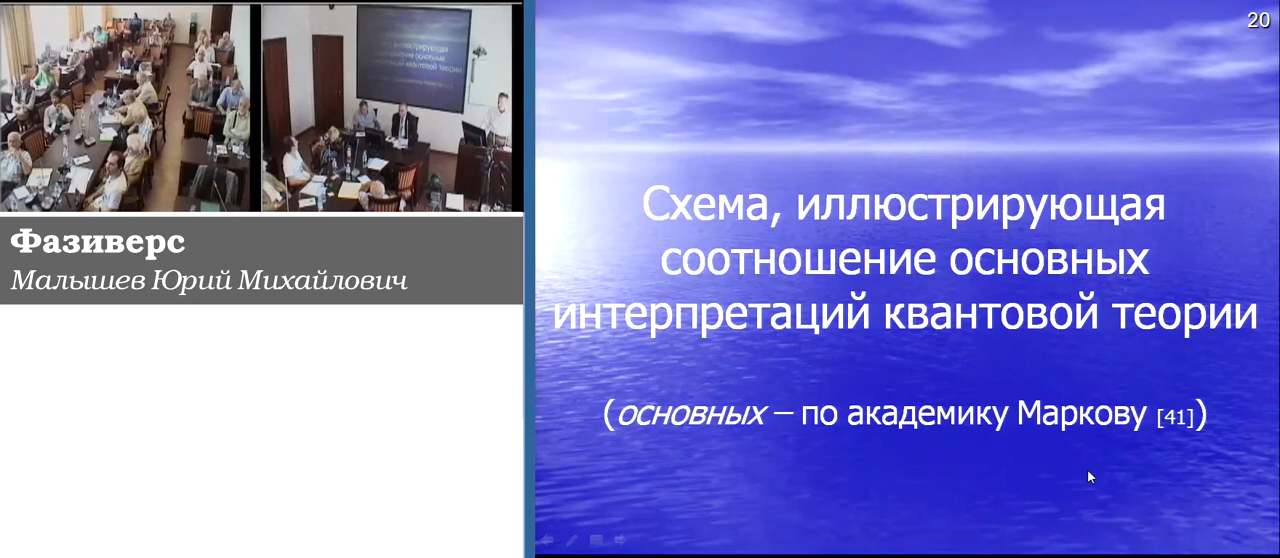 Фазиверс
Малышев Юрий Михайлович
20
Схема, иллюстрирующая
соотношение основных
интерпретаций квантовой теории
(основных – по академику Маркову [41])